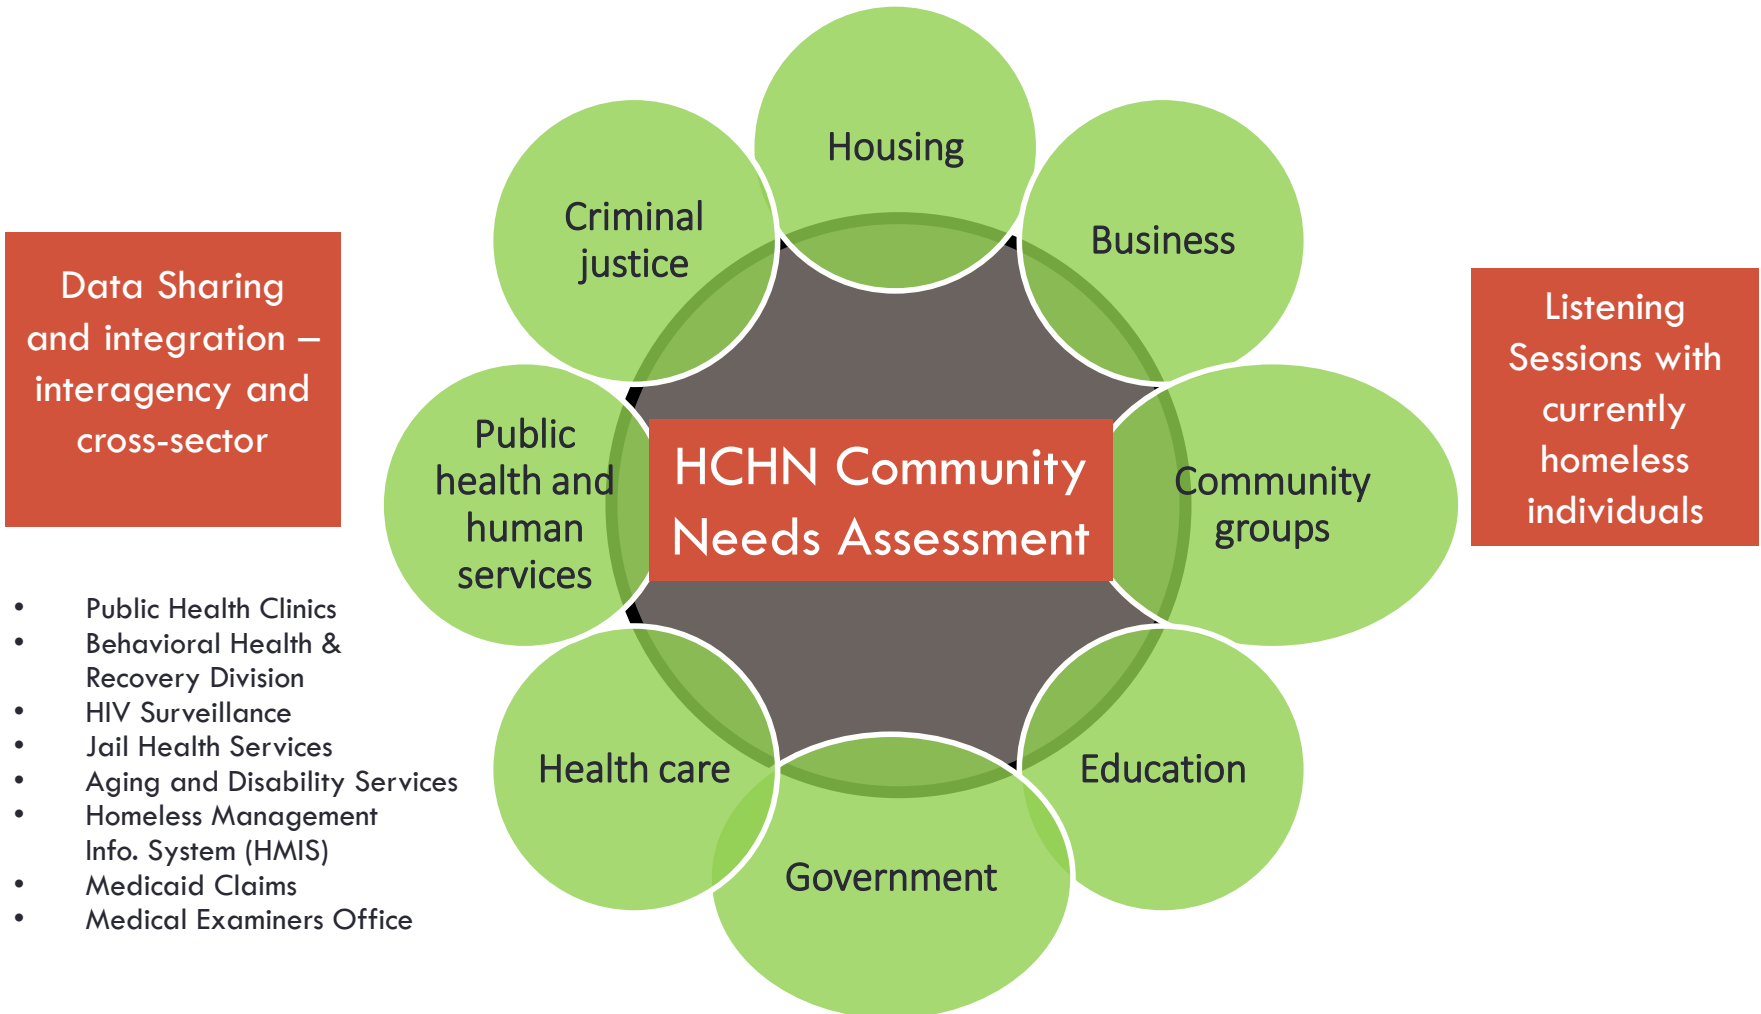 Housing
Criminal
justice
Business
Data Sharing
and integration –
interagency and
cross-sector
Listening
Sessions with
currently
homeless
individuals
Public
health and
human
services
HCHN Community
Needs Assessment
Community
groups
• Public Health Clinics
• Behavioral Health &
Recovery Division
• HIV Surveillance
• Jail Health Services
• Aging and Disability Services
• Homeless Management
Info. System (HMIS)
• Medicaid Claims
• Medical Examiners Office
Health care
Education
Government